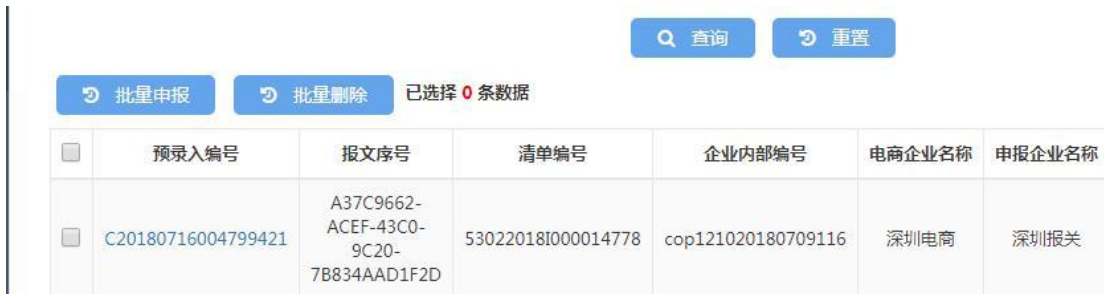 查询 重置
批量申报 批量删除 已选择 0 条数据
预录入编号 报文序号 清单编号 企业内部编号 电商企业名称 申报企业名称
A37C9662-
ACEF-43C0-
C20180716004799421 53022018I000014778 cop121020180709116 深圳电商 深圳报关
9C20-
7B834AAD1F2D